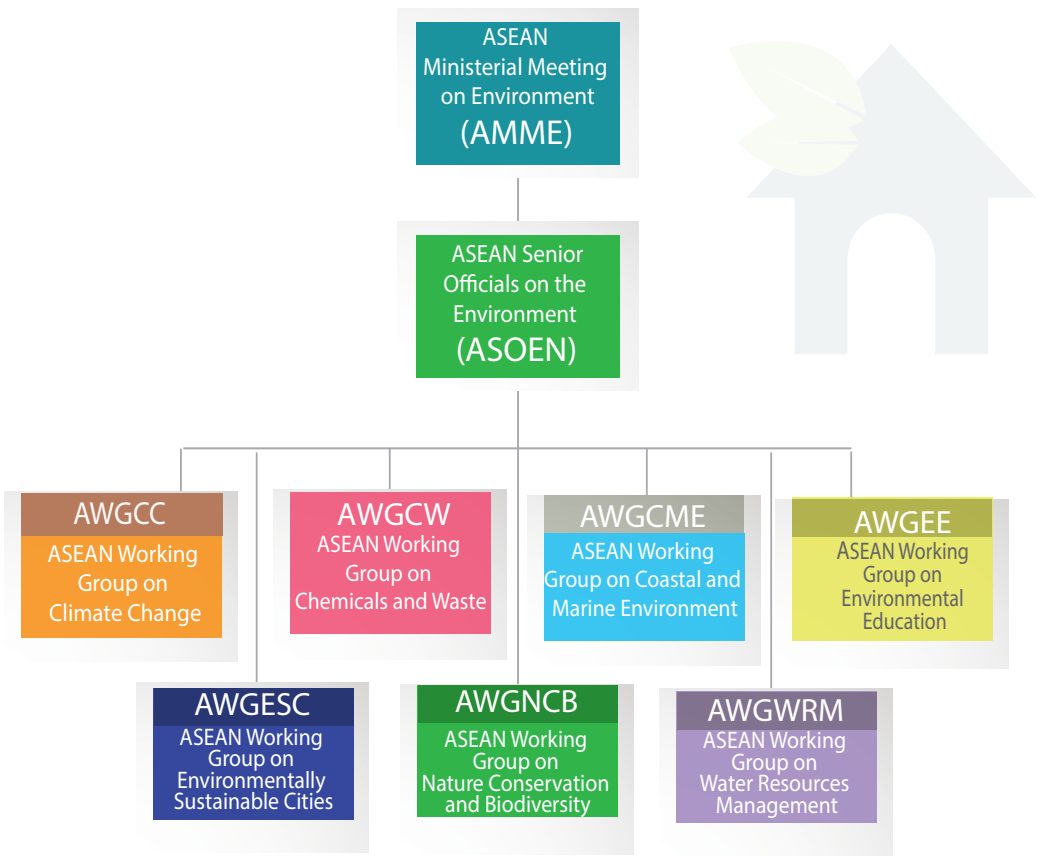 ASEAN
Ministerial Meeting
on Environment
(AMME)
ASEAN Senior
Officials on the
Environment
(ASOEN)
AWGCC
ASEAN Working
Group on
Climate Change
AWGCW
ASEAN Working
Group on
Chemicals and Waste
AWGCME
ASEAN Working
Group on Coastal and
Marine Environment
AWGEE
ASEAN Working
Group on
Environmental
Education
AWGESC
ASEAN Working
Group on
Environmentally
Sustainable Cities
AWGNCB
ASEAN Working
Group on
Nature Conservation
and Biodiversity
AWGWRM
ASEAN Working
Group on
Water Resources
Management